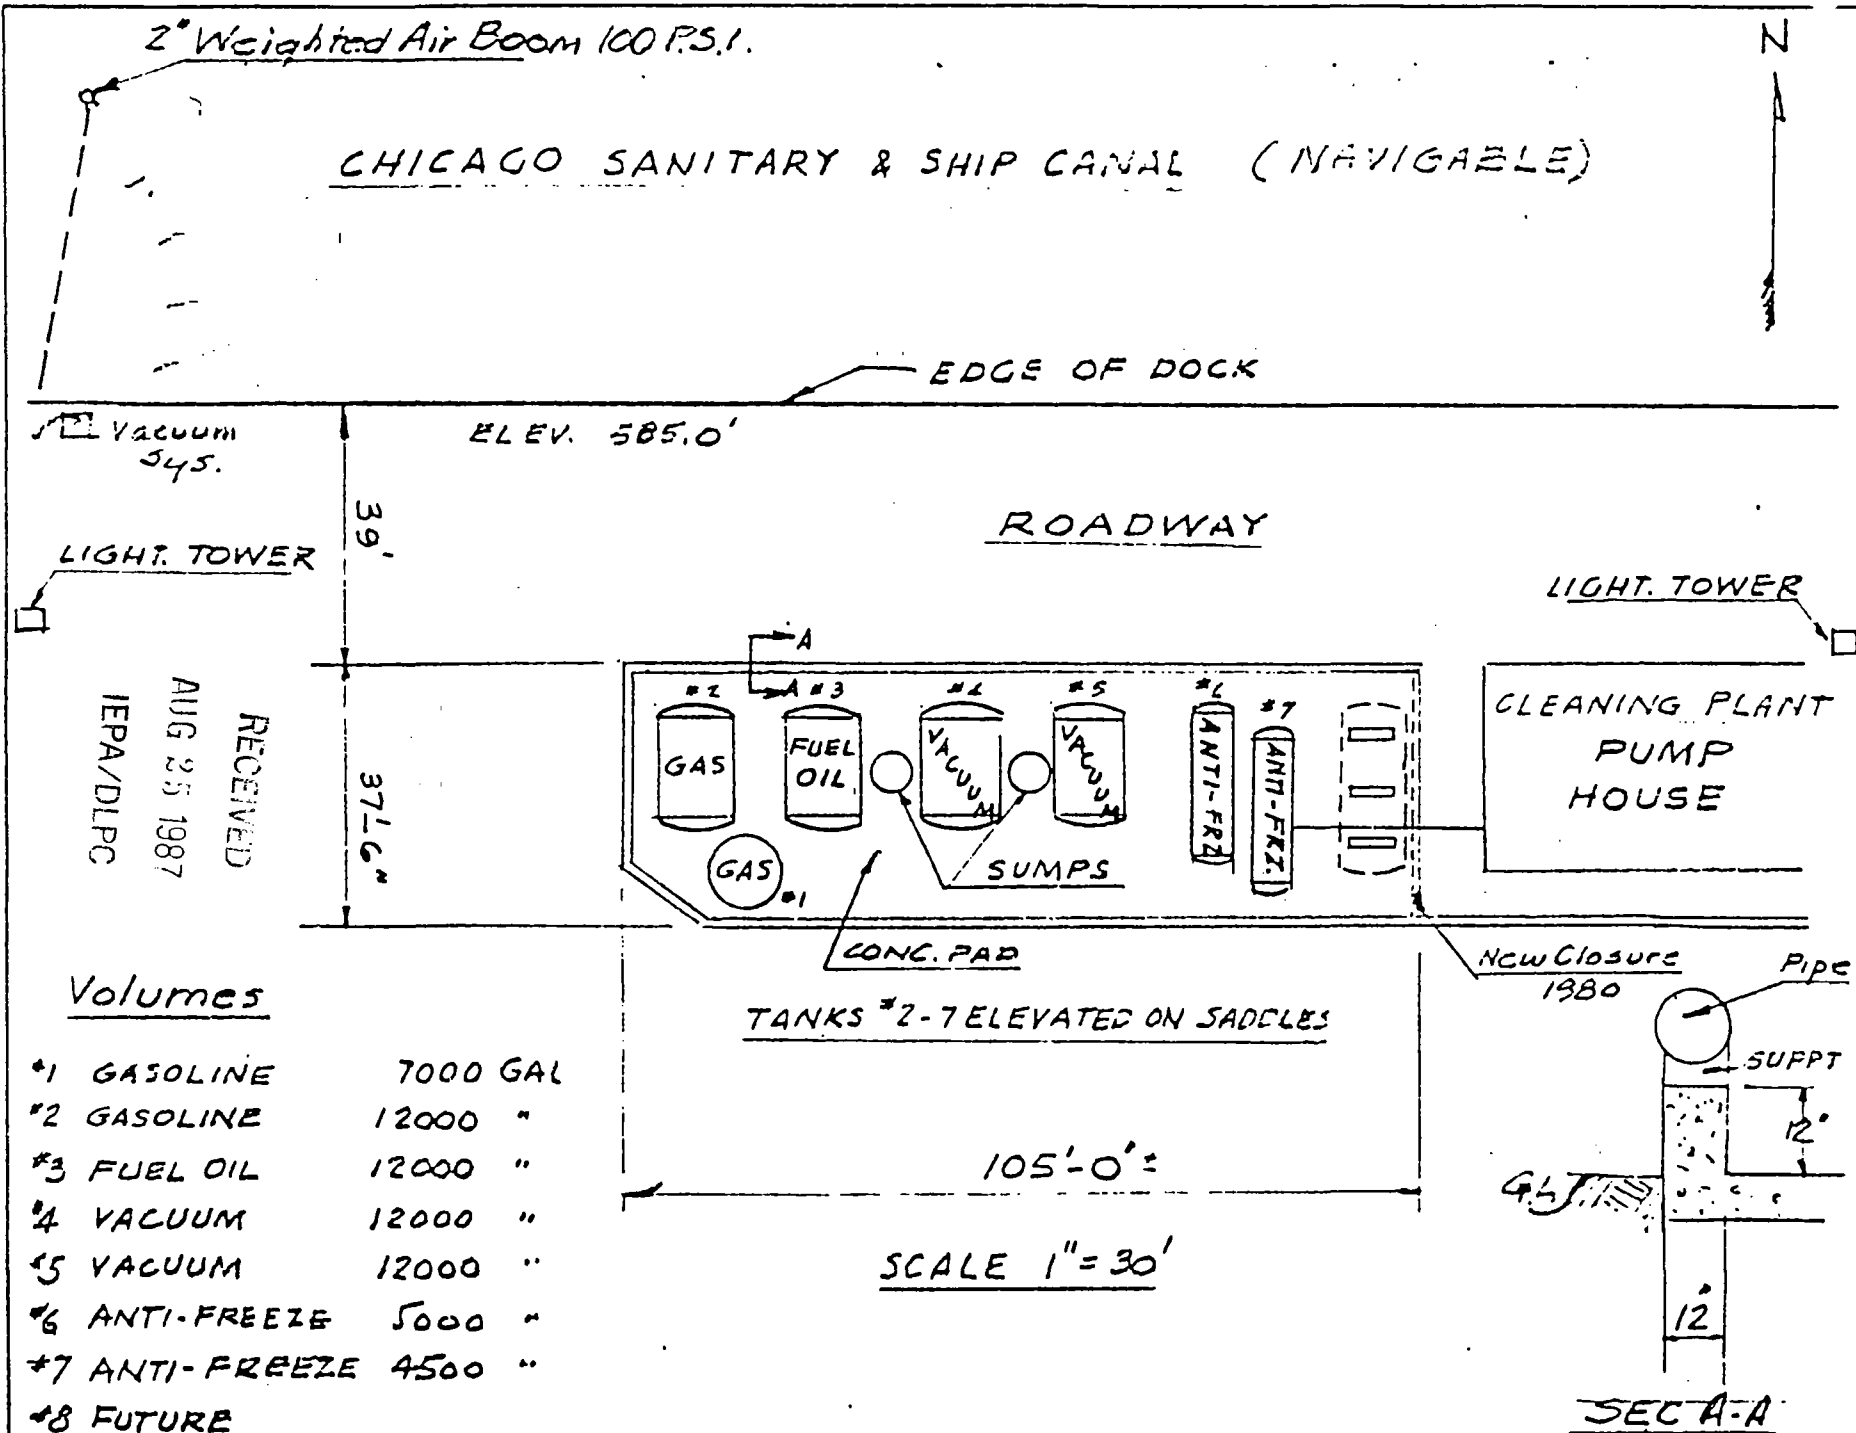 2" Weighted Air Boom 100 P.S.I.
N
CHICAGO SANITARY & SHIP CANAL (NAVIGABLE)
EDGE OF DOCK
Vacuum
Sys.
ELEV. 585.0'
39'
ROADWAY
LIGHT. TOWER
LIGHT. TOWER
A
A
#2
#3
#4
#5
#6
#7
GAS
FUEL
OIL
VACUUM
VACUUM
ANTI-FRZ
ANTI-FRZ.
CLEANING PLANT
PUMP
HOUSE
RECEIVED
AUG 25 1987
IEPA/DLPC
37'-6"
GAS
#1
SUMPS
CONC. PAD
New Closure
1980
Pipe
TANKS #2-7 ELEVATED ON SADDLES
SUPPT
12"
GL
12"
SEC A-A
105'-0" ±
SCALE 1" = 30'
Volumes
#1 GASOLINE 7000 GAL
#2 GASOLINE 12000 "
#3 FUEL OIL 12000 "
#4 VACUUM 12000 "
#5 VACUUM 12000 "
#6 ANTI-FREEZE 5000 "
#7 ANTI-FREEZE 4500 "
#8 FUTURE